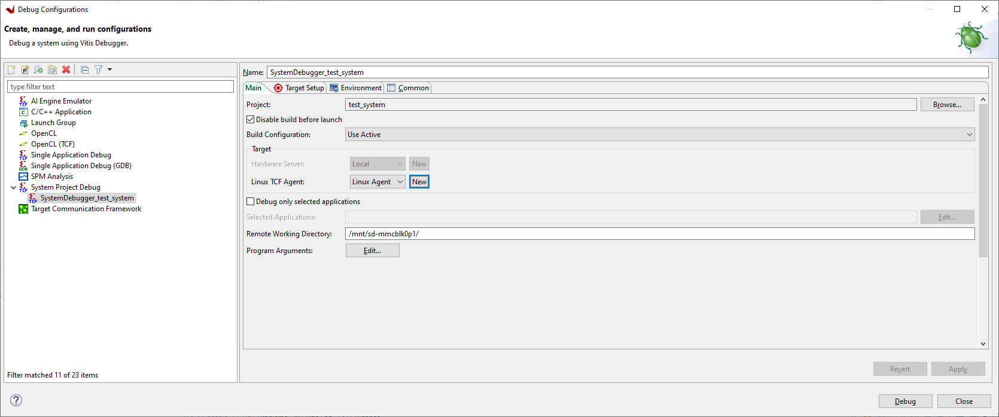 Debug Configurations
Create, manage, and run configurations
Debug a system using Vitis Debugger.
type filter text
AI Engine Emulator
C/C++ Application
Launch Group
OpenCL
OpenCL (TCF)
Single Application Debug
Single Application Debug (GDB)
SPM Analysis
System Project Debug
SystemDebugger_test_system
Target Communication Framework
Filter matched 11 of 23 items
Name: SystemDebugger_test_system
Main Target Setup Environment Common
Project: test_system Browse...
Disable build before launch
Build Configuration: Use Active
Target
Hardware Server: Local New
Linux TCF Agent: Linux Agent New
Debug only selected applications
Selected Applications: Edit...
Remote Working Directory: /mnt/sd-mmcblk0p1/
Program Arguments: Edit...
Revert Apply
Debug Close